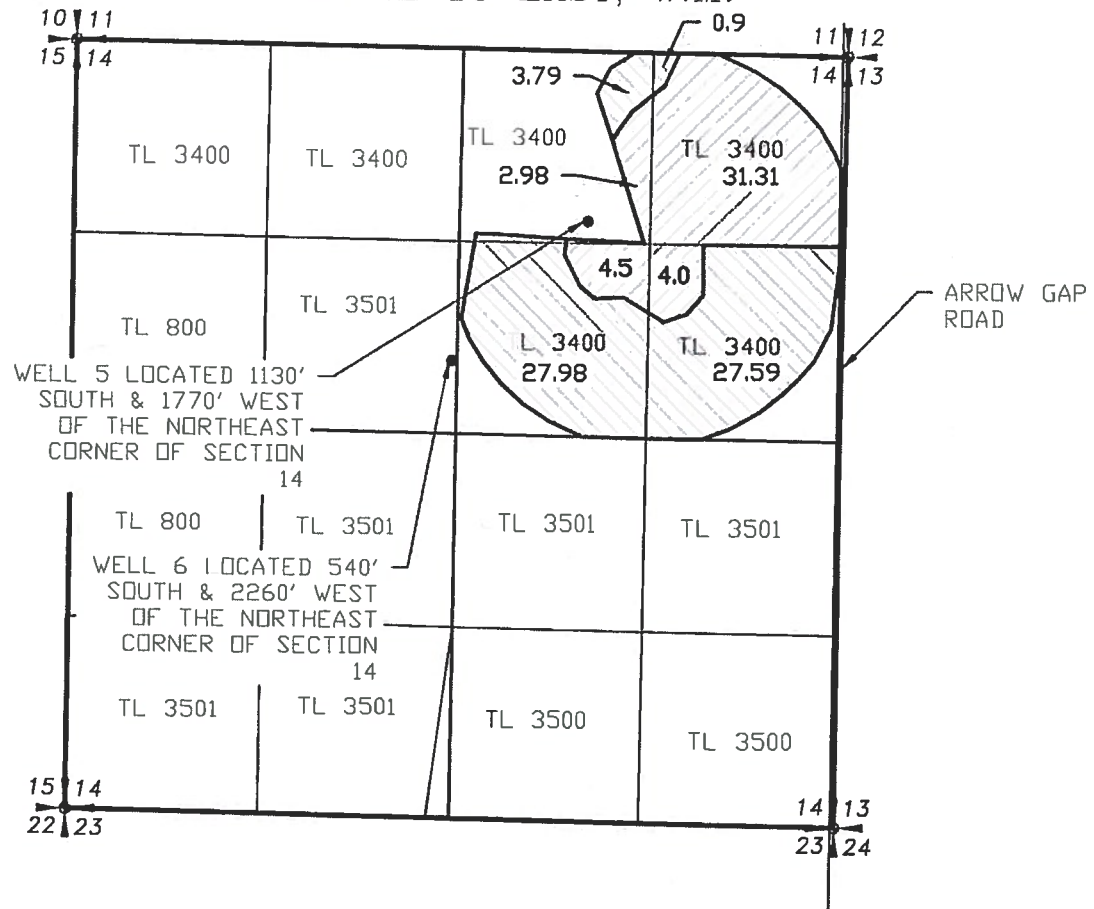 0.9
10 11
11 12
15 14
14 13
3.79
TL 3400
TL 3400
TL 3400
TL 3400
2.98
31.31
4.5
4.0
TL 3501
TL 800
ARROW GAP
ROAD
L 3400
TL 3400
27.98
27.59
WELL 5 LOCATED 1130'
SOUTH & 1770' WEST
OF THE NORTHEAST
CORNER OF SECTION
14
TL 800
TL 3501
TL 3501
TL 3501
WELL 6 LOCATED 540'
SOUTH & 2260' WEST
OF THE NORTHEAST
CORNER OF SECTION
14
TL 3501
TL 3501
TL 3500
TL 3500
15 14
14 13
22 23
23 24